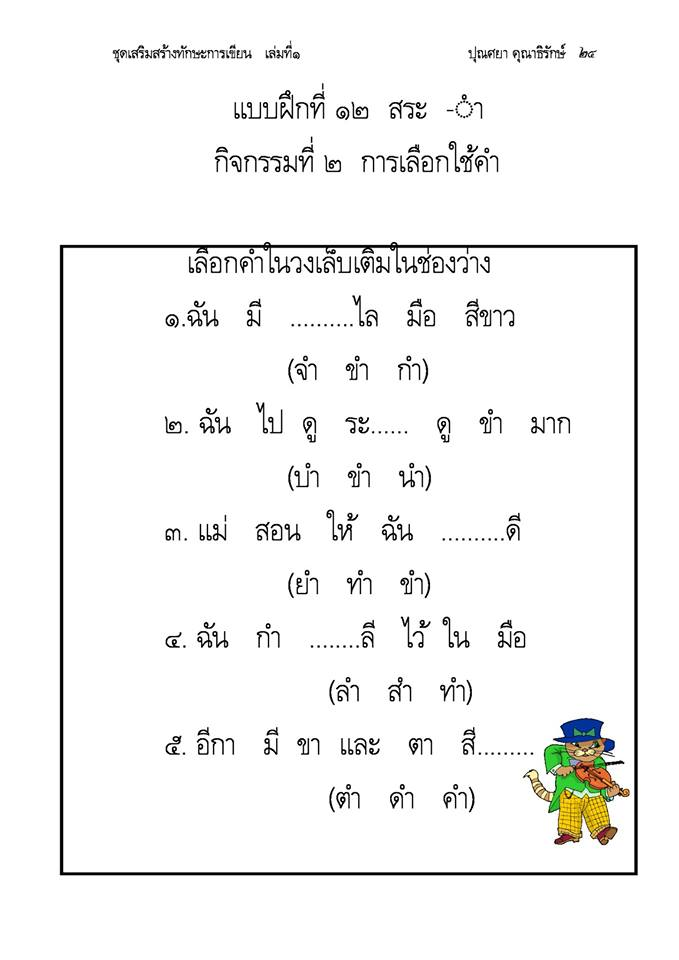 ชุดเสริมสร้างทักษะการเขียน เล่มที่๑ ปุณศยา คุณาธิรักษ์ ๒๔
แบบฝึกที่ ๑๒ สระ -ำ
กิจกรรมที่ ๒ การเลือกใช้คำ
เลือกคำในวงเล็บเติมในช่องว่าง
๑.ฉัน มี ..........ไล มือ สีขาว
(จำ ขำ กำ)
๒. ฉัน ไป ดู ระ...... ดู ขำ มาก
(บำ ขำ นำ)
๓. แม่ สอน ให้ ฉัน ..........ดี
(ยำ ทำ ขำ)
๔. ฉัน กำ ........ลี ไว้ ใน มือ
(ลำ สำ ทำ)
๕. อีกา มี ขา และ ตา สี.........
(ตำ ดำ คำ)